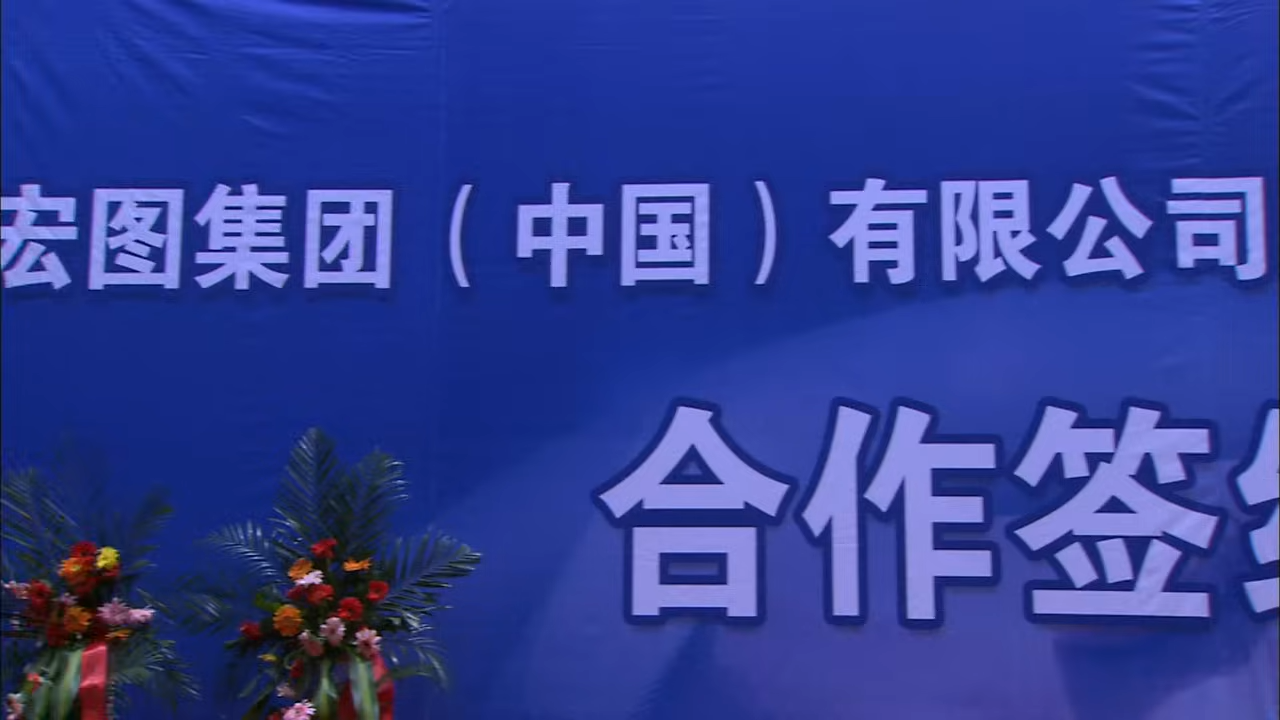 宏图集团（中国）有限公司
合作签